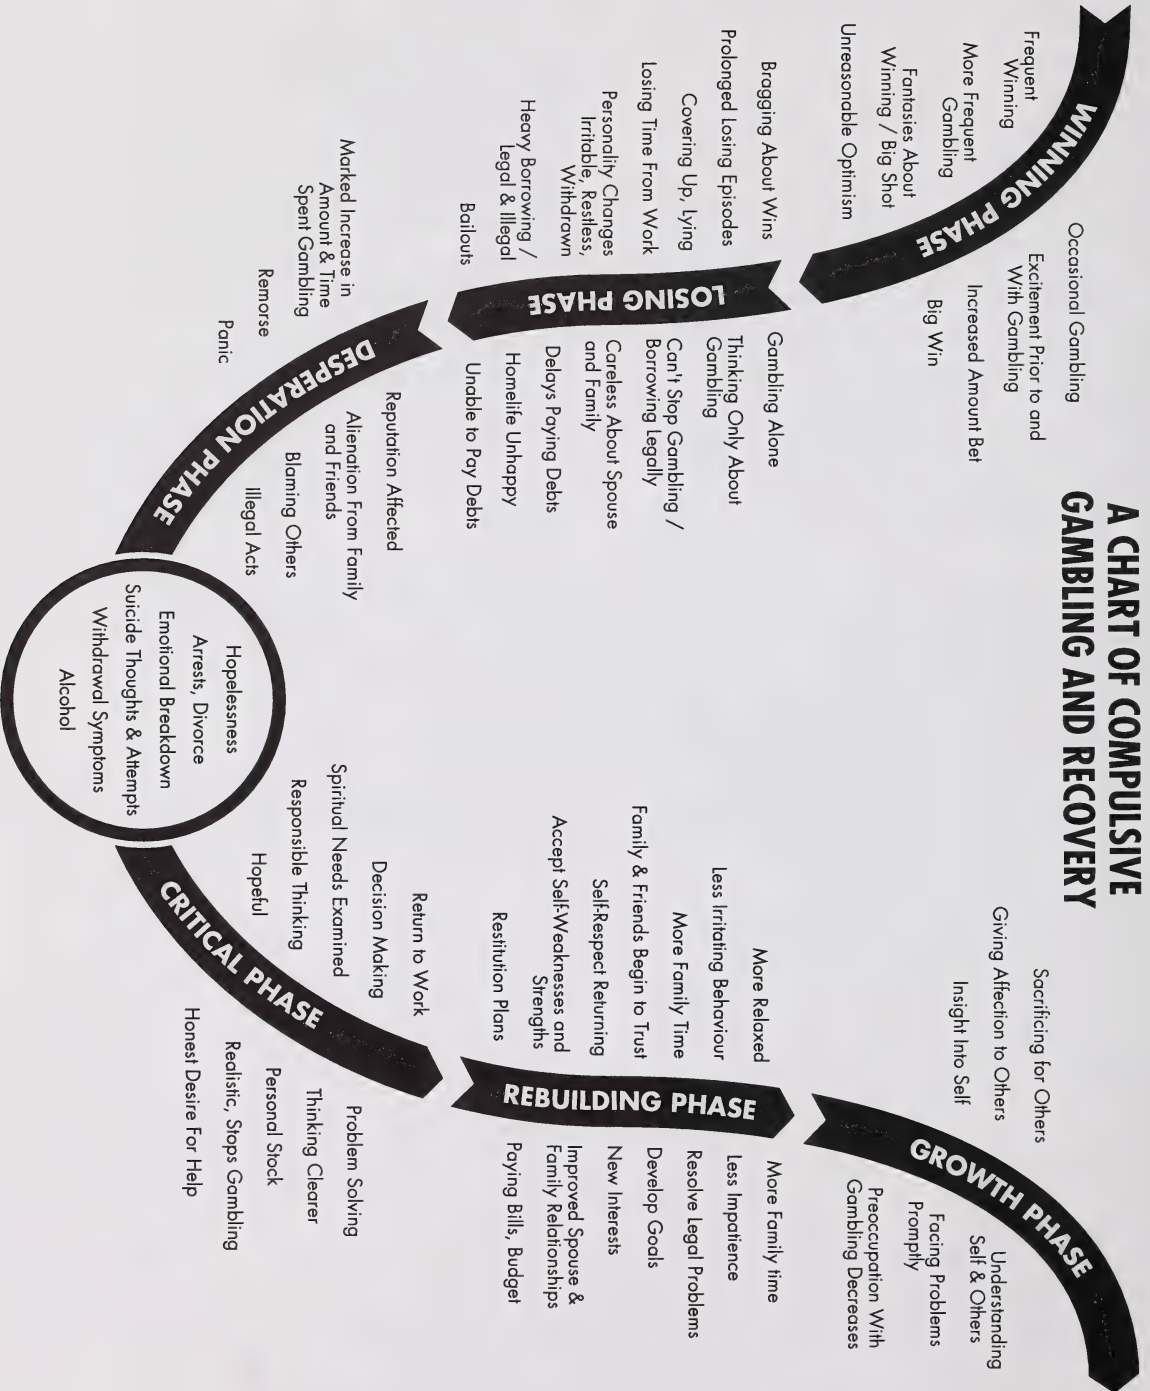 A CHART OF COMPULSIVE
GAMBLING AND RECOVERY
WINNING PHASE
Occasional Gambling
Frequent
Winning
Excitement Prior to and
With Gambling
More Frequent
Gambling
Increased Amount Bet
Fantasies About
Winning / Big Shot
Big Win
Unreasonable Optimism
LOSING PHASE
Bragging About Wins
Prolonged Losing Episodes
Covering Up, Lying
Losing Time From Work
Personality Changes
Irritable, Restless,
Withdrawn
Heavy Borrowing /
Legal & Illegal
Bailouts
Gambling Alone
Thinking Only About
Gambling
Can't Stop Gambling /
Borrowing Legally
Careless About Spouse
and Family
Delays Paying Debts
Homelife Unhappy
Unable to Pay Debts
DESPERATION PHASE
Marked Increase in
Amount & Time
Spent Gambling
Remorse
Panic
Reputation Affected
Alienation From Family
and Friends
Blaming Others
Illegal Acts
Hopelessness
Arrests, Divorce
Emotional Breakdown
Suicide Thoughts & Attempts
Withdrawal Symptoms
Alcohol
CRITICAL PHASE
Return to Work
Decision Making
Spiritual Needs Examined
Responsible Thinking
Hopeful
Problem Solving
Thinking Clearer
Personal Stock
Realistic, Stops Gambling
Honest Desire For Help
REBUILDING PHASE
More Relaxed
Less Irritating Behaviour
More Family Time
Family & Friends Begin to Trust
Self-Respect Returning
Accept Self-Weaknesses and
Strengths
Restitution Plans
More Family time
Less Impatience
Resolve Legal Problems
Develop Goals
New Interests
Improved Spouse &
Family Relationships
Paying Bills, Budget
GROWTH PHASE
Sacrificing for Others
Giving Affection to Others
Insight Into Self
Understanding
Self & Others
Facing Problems
Promptly
Preoccupation With
Gambling Decreases